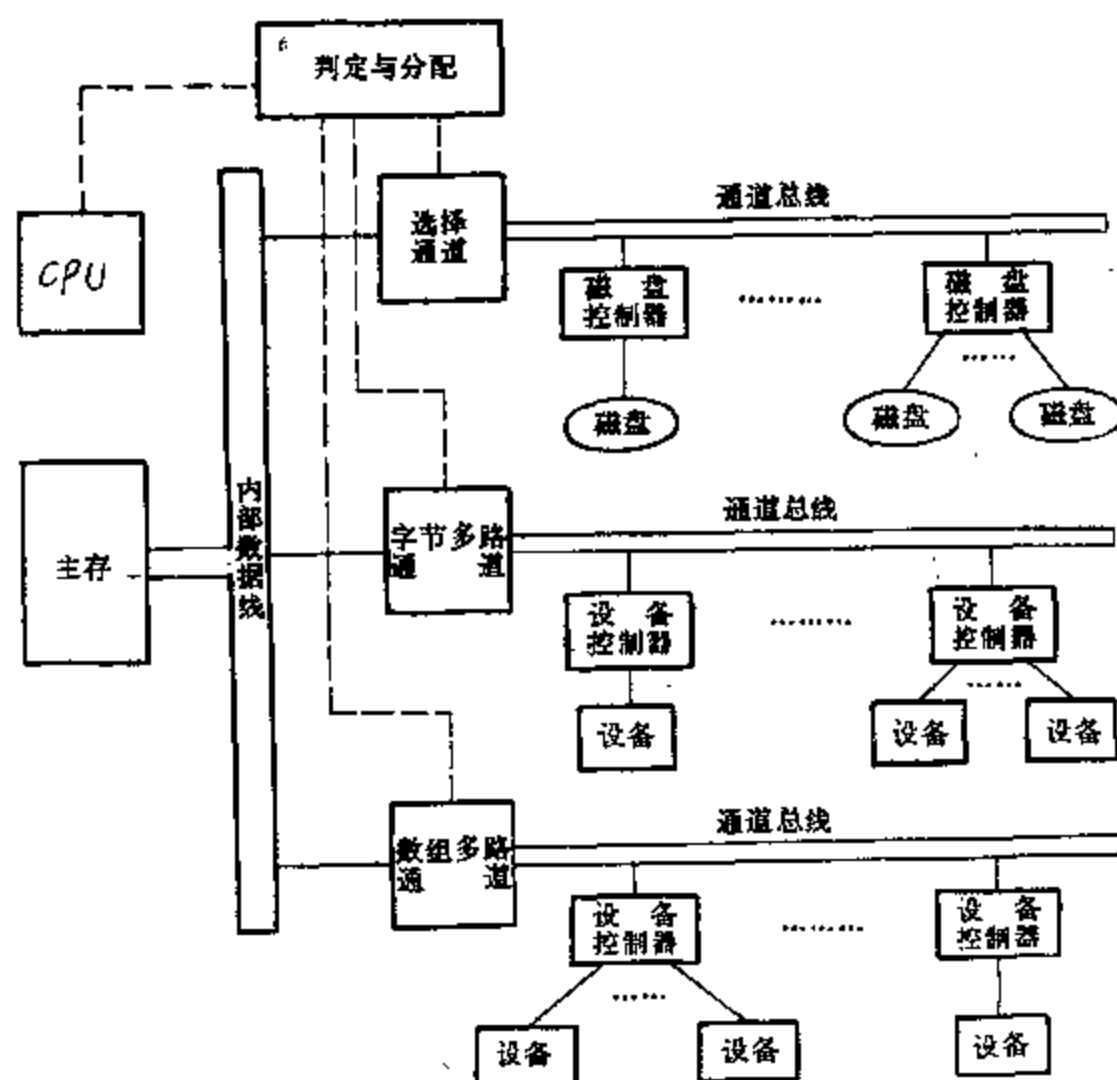 判定与分配
CPU
选择
通道
通道总线
磁盘
控制器
磁盘
控制器
磁盘
磁盘
磁盘
主存
内部数据线
字节多路
通道
通道总线
设备
控制器
设备
控制器
设备
设备
设备
数组多路
通道
通道总线
设备
控制器
设备
控制器
设备
设备
设备